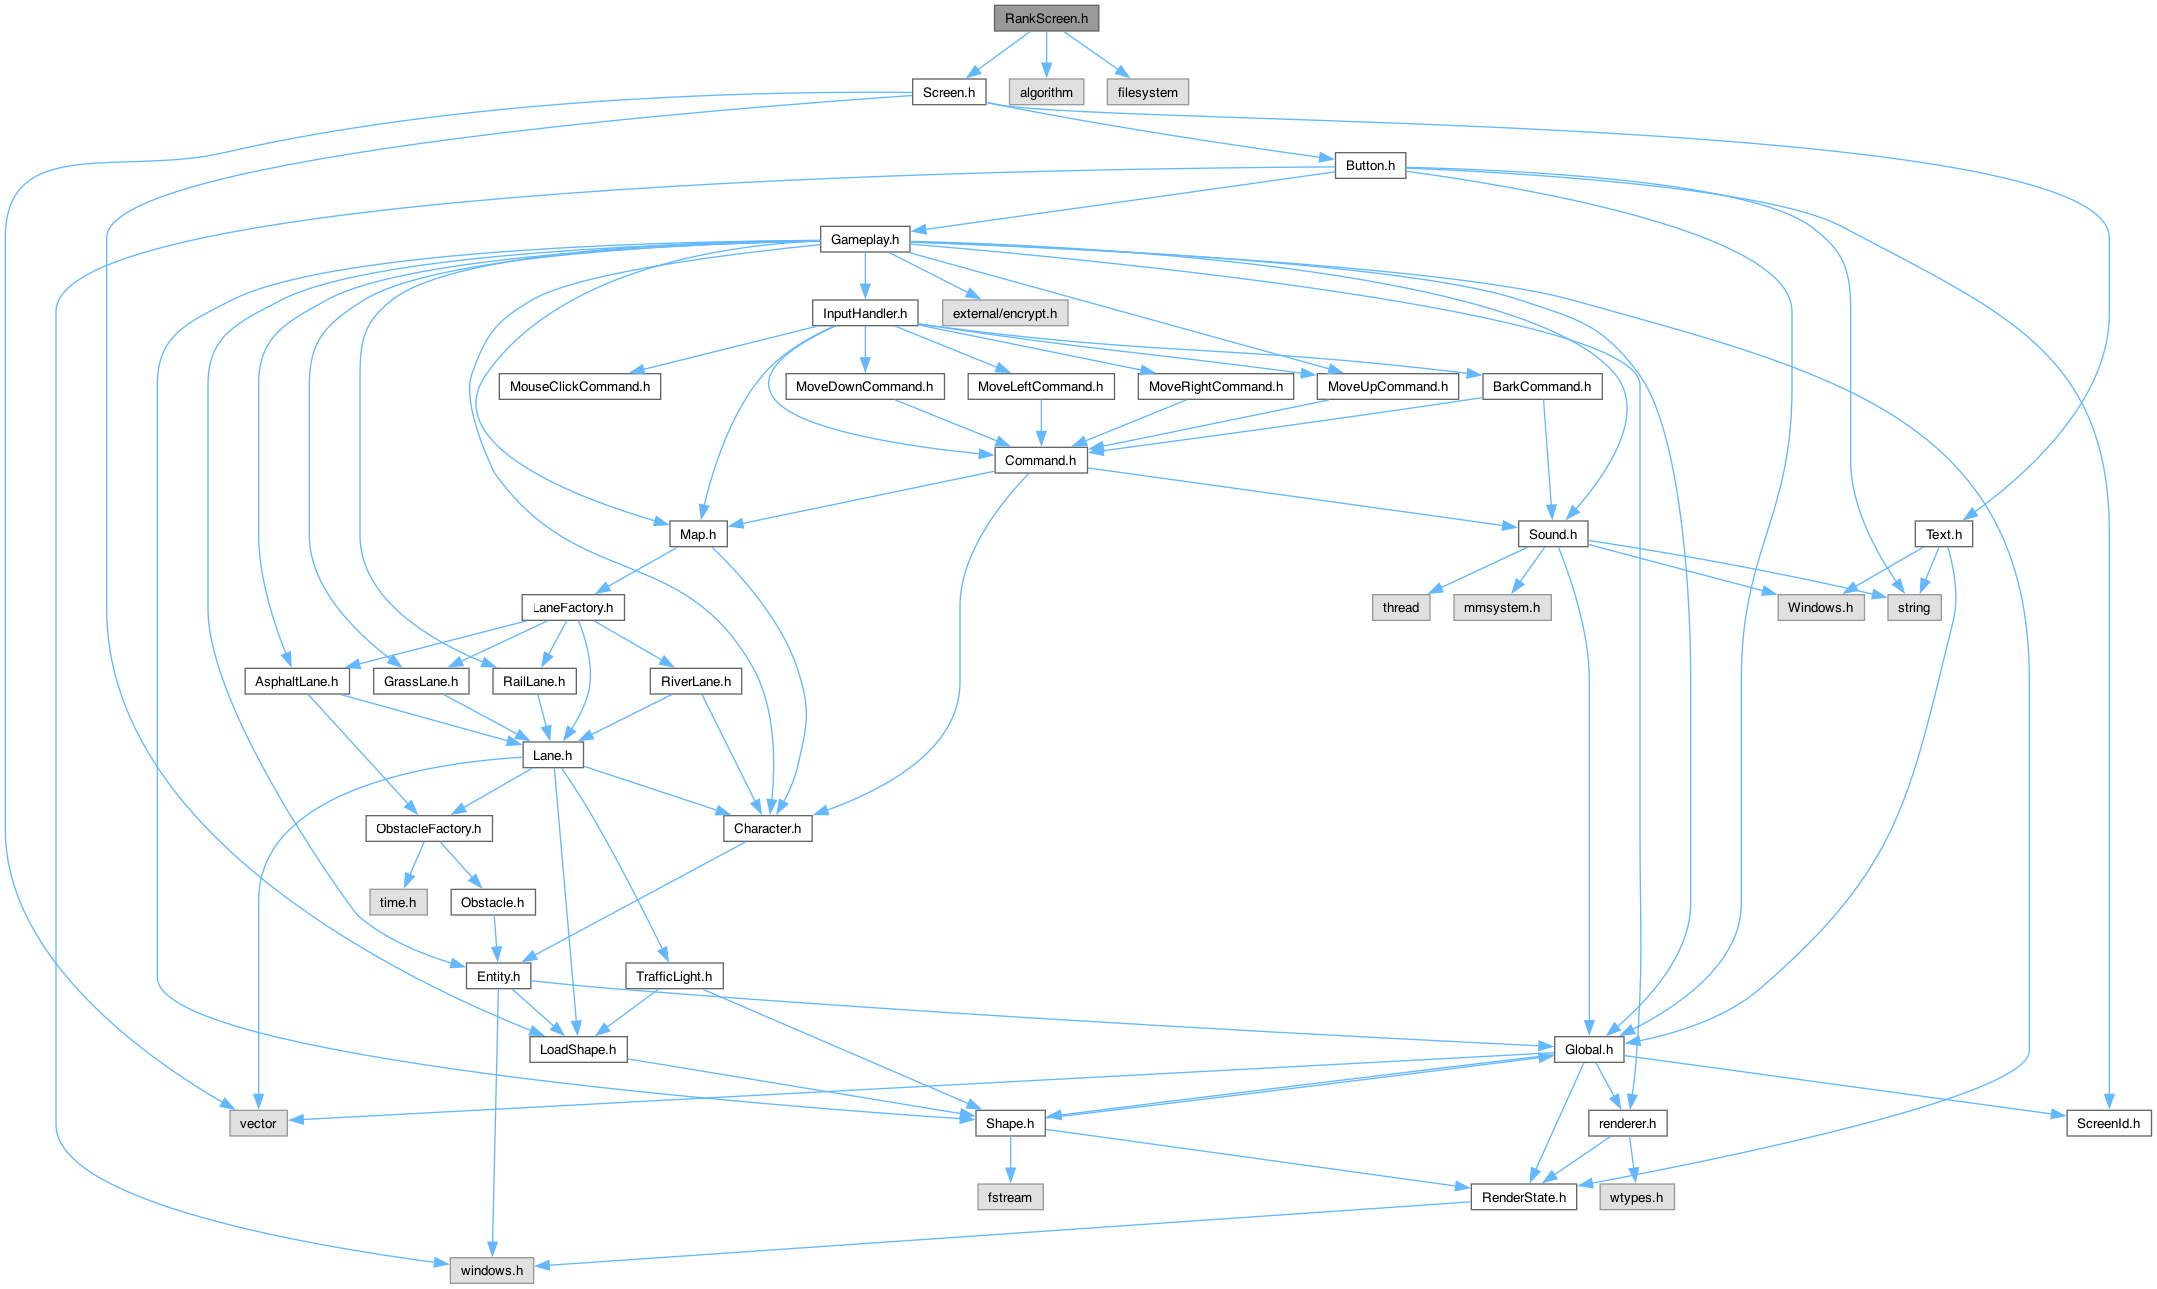 RankScreen.h
Screen.h
algorithm
filesystem
Button.h
Gameplay.h
InputHandler.h
external/encrypt.h
MouseClickCommand.h
MoveDownCommand.h
MoveLeftCommand.h
MoveRightCommand.h
MoveUpCommand.h
BarkCommand.h
Command.h
Map.h
Sound.h
Text.h
LaneFactory.h
thread
mmsystem.h
Windows.h
string
AsphaltLane.h
GrassLane.h
RailLane.h
RiverLane.h
Lane.h
ObstacleFactory.h
Character.h
time.h
Obstacle.h
Entity.h
TrafficLight.h
LoadShape.h
Global.h
vector
Shape.h
renderer.h
ScreenId.h
fstream
RenderState.h
wtypes.h
windows.h